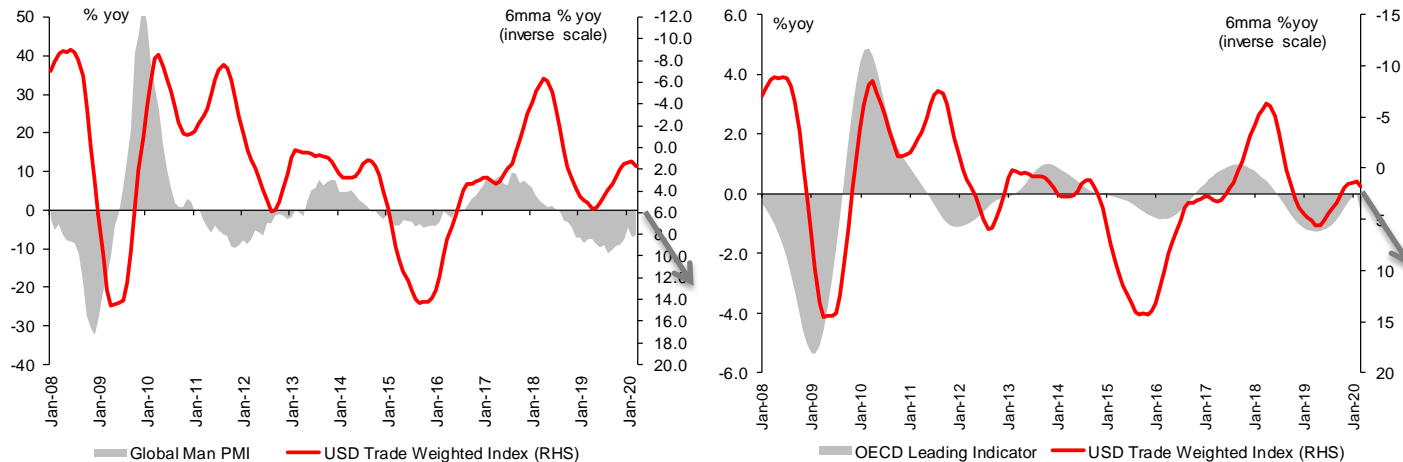 % yoy
6mma % yoy
(inverse scale)
50
40
30
20
10
0
-10
-20
-30
-40
-12.0
-10.0
-8.0
-6.0
-4.0
-2.0
0.0
2.0
4.0
6.0
8.0
10.0
12.0
14.0
16.0
18.0
20.0
Jan-08
Jan-09
Jan-10
Jan-11
Jan-12
Jan-13
Jan-14
Jan-15
Jan-16
Jan-17
Jan-18
Jan-19
Jan-20
Global Man PMI
USD Trade Weighted Index (RHS)
%yoy
6mma %yoy
(inverse scale)
6.0
4.0
2.0
0.0
-2.0
-4.0
-6.0
-15
-10
-5
0
5
10
15
20
Jan-08
Jan-09
Jan-10
Jan-11
Jan-12
Jan-13
Jan-14
Jan-15
Jan-16
Jan-17
Jan-18
Jan-19
Jan-20
OECD Leading Indicator
USD Trade Weighted Index (RHS)